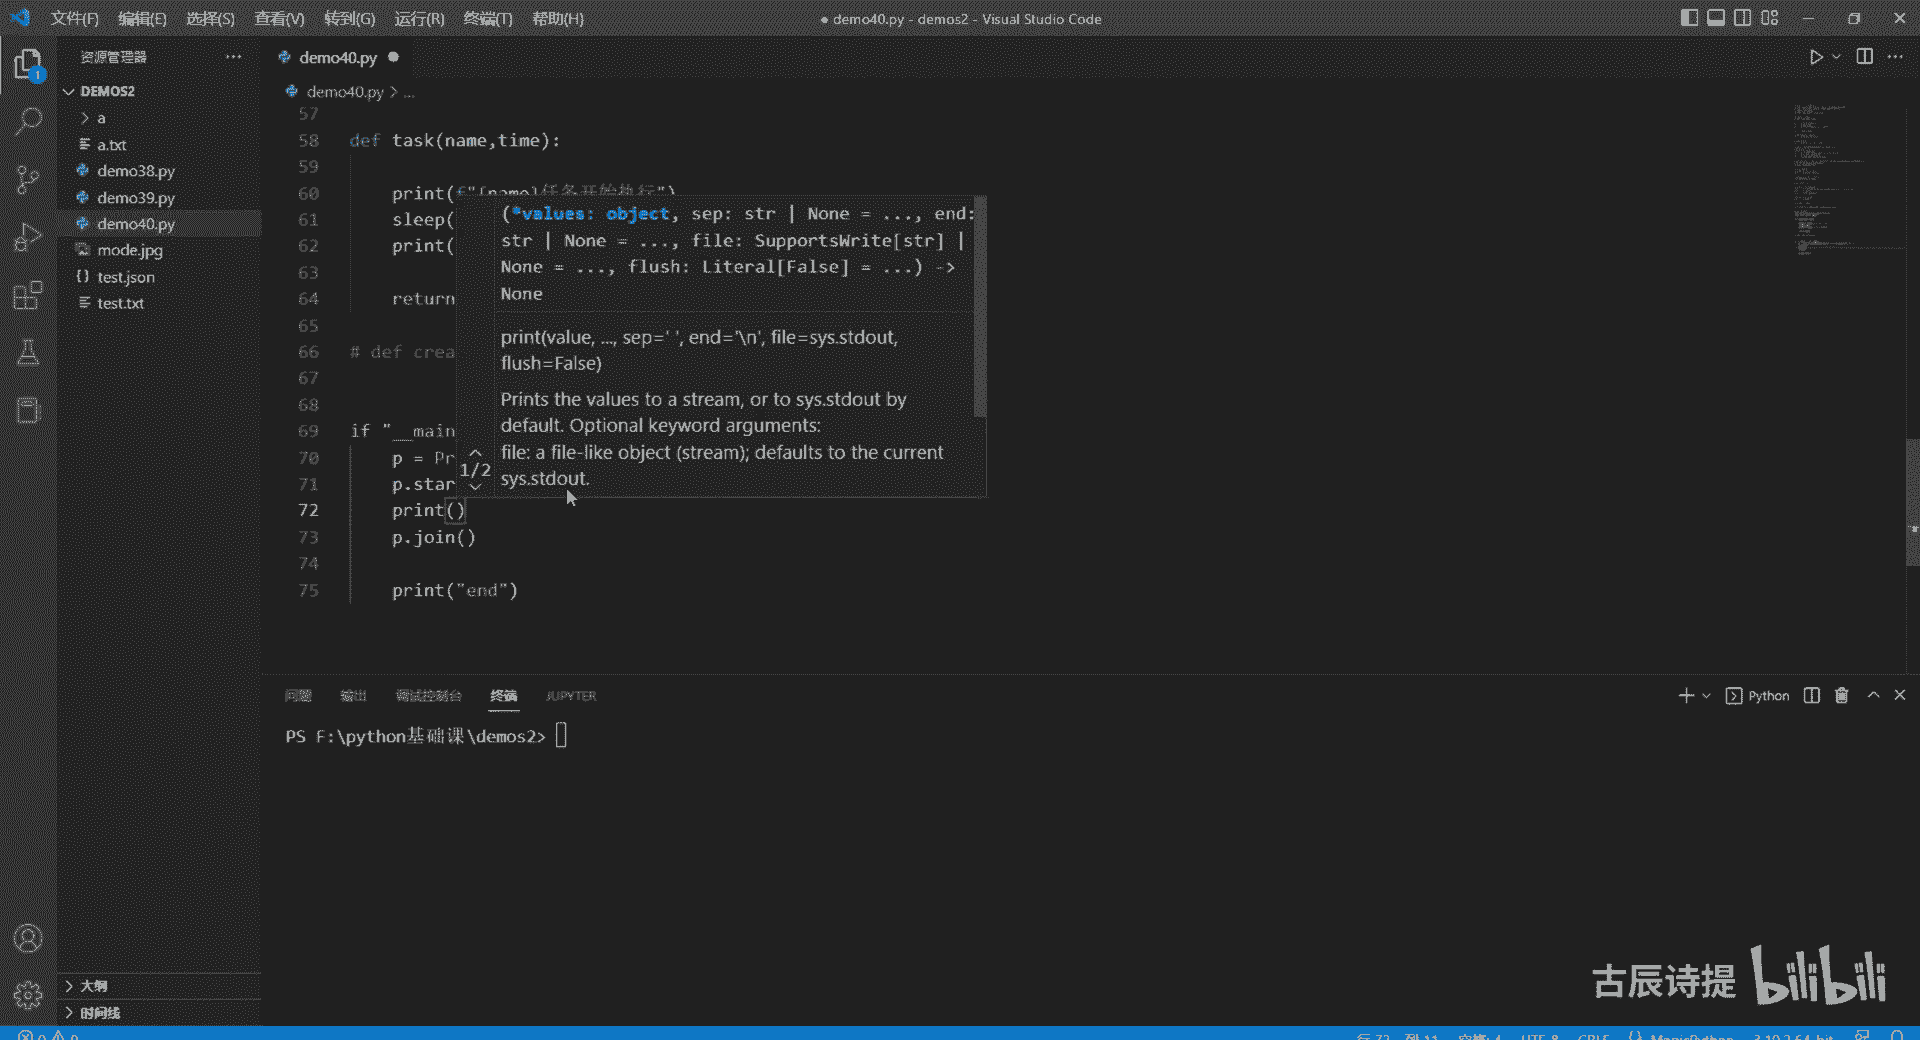 文件(F) 编辑(E) 选择(S) 查看(V) 转到(G) 运行(R) 终端(T) 帮助(H)
● demo40.py - demos2 - Visual Studio Code
资源管理器
demo40.py
1
DEMOS2
demo40.py > ...
a
a.txt
demo38.py
demo39.py
demo40.py
mode.jpg
{} test.json
test.txt
57
58 def task(name,time):
59
60 print(f"{name}任务开始执行")
61 sleep(
62 print(
63
64 return
65
66 # def crea
67
68
69 if "__main
70 p = Pr
71 p.star
72 print()
73 p.join()
74
75 print("end")
(*values: object, sep: str | None = ..., end:
str | None = ..., file: SupportsWrite[str] |
None = ..., flush: Literal[False] = ...) ->
None
print(value, ..., sep=' ', end='\n', file=sys.stdout,
flush=False)
Prints the values to a stream, or to sys.stdout by
default. Optional keyword arguments:
file: a file-like object (stream); defaults to the current
sys.stdout.
1/2
问题 输出 调试控制台 终端 JUPYTER
Python
PS F:\python基础课\demos2>
大纲
时间线
古辰诗提 bilibili